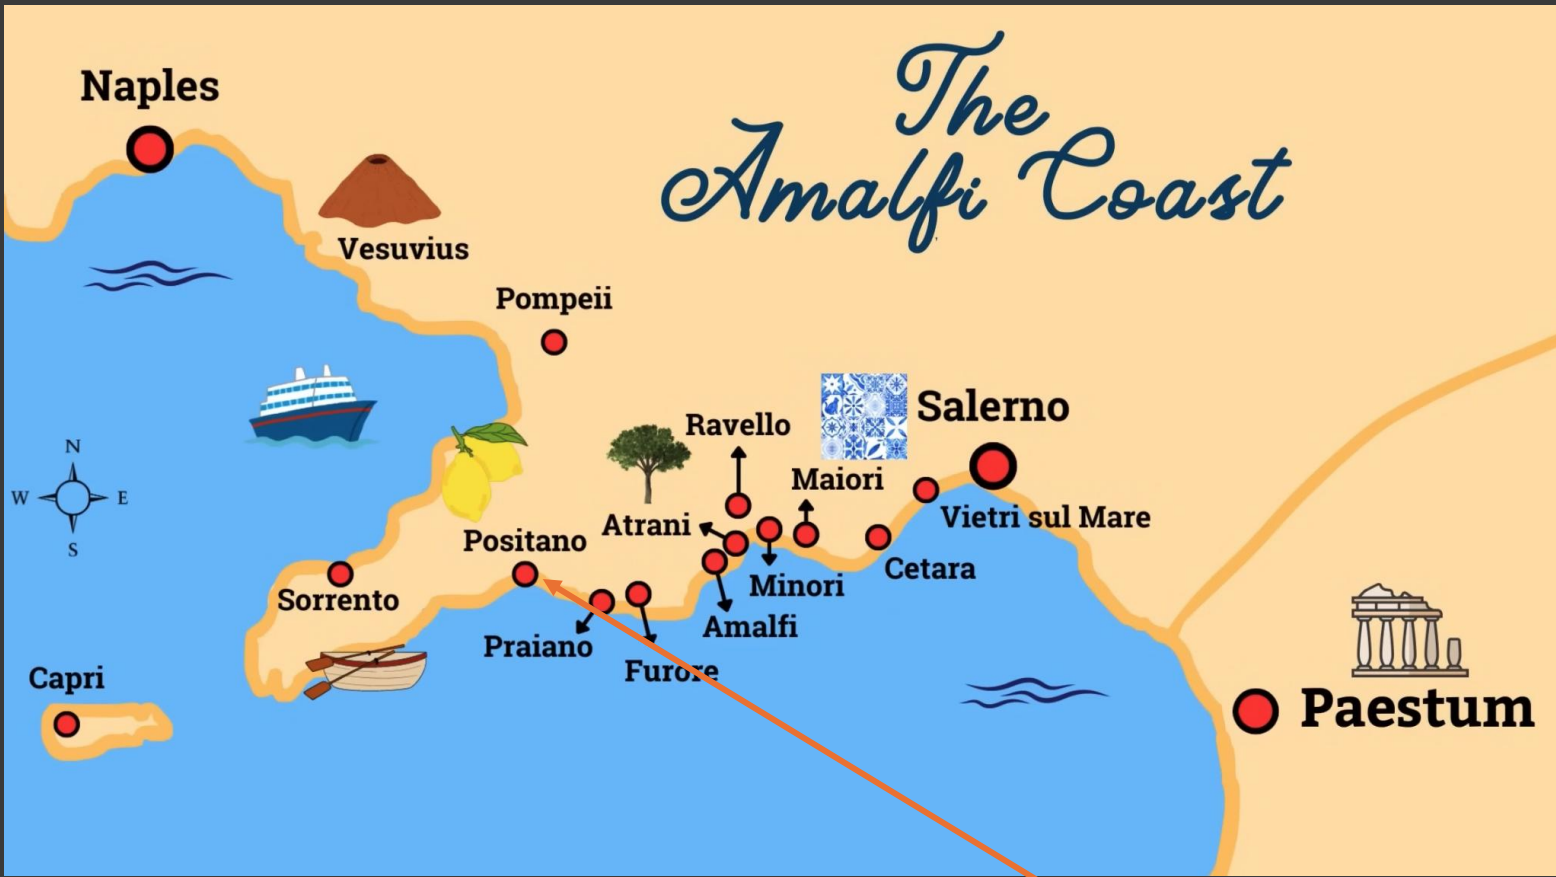 The
Amalfi Coast
Naples
Vesuvius
Pompeii
Ravello
Salerno
Maiori
N
W E
S
Atrani
Vietri sul Mare
Positano
Cetara
Minori
Sorrento
Amalfi
Praiano
Furore
Capri
Paestum